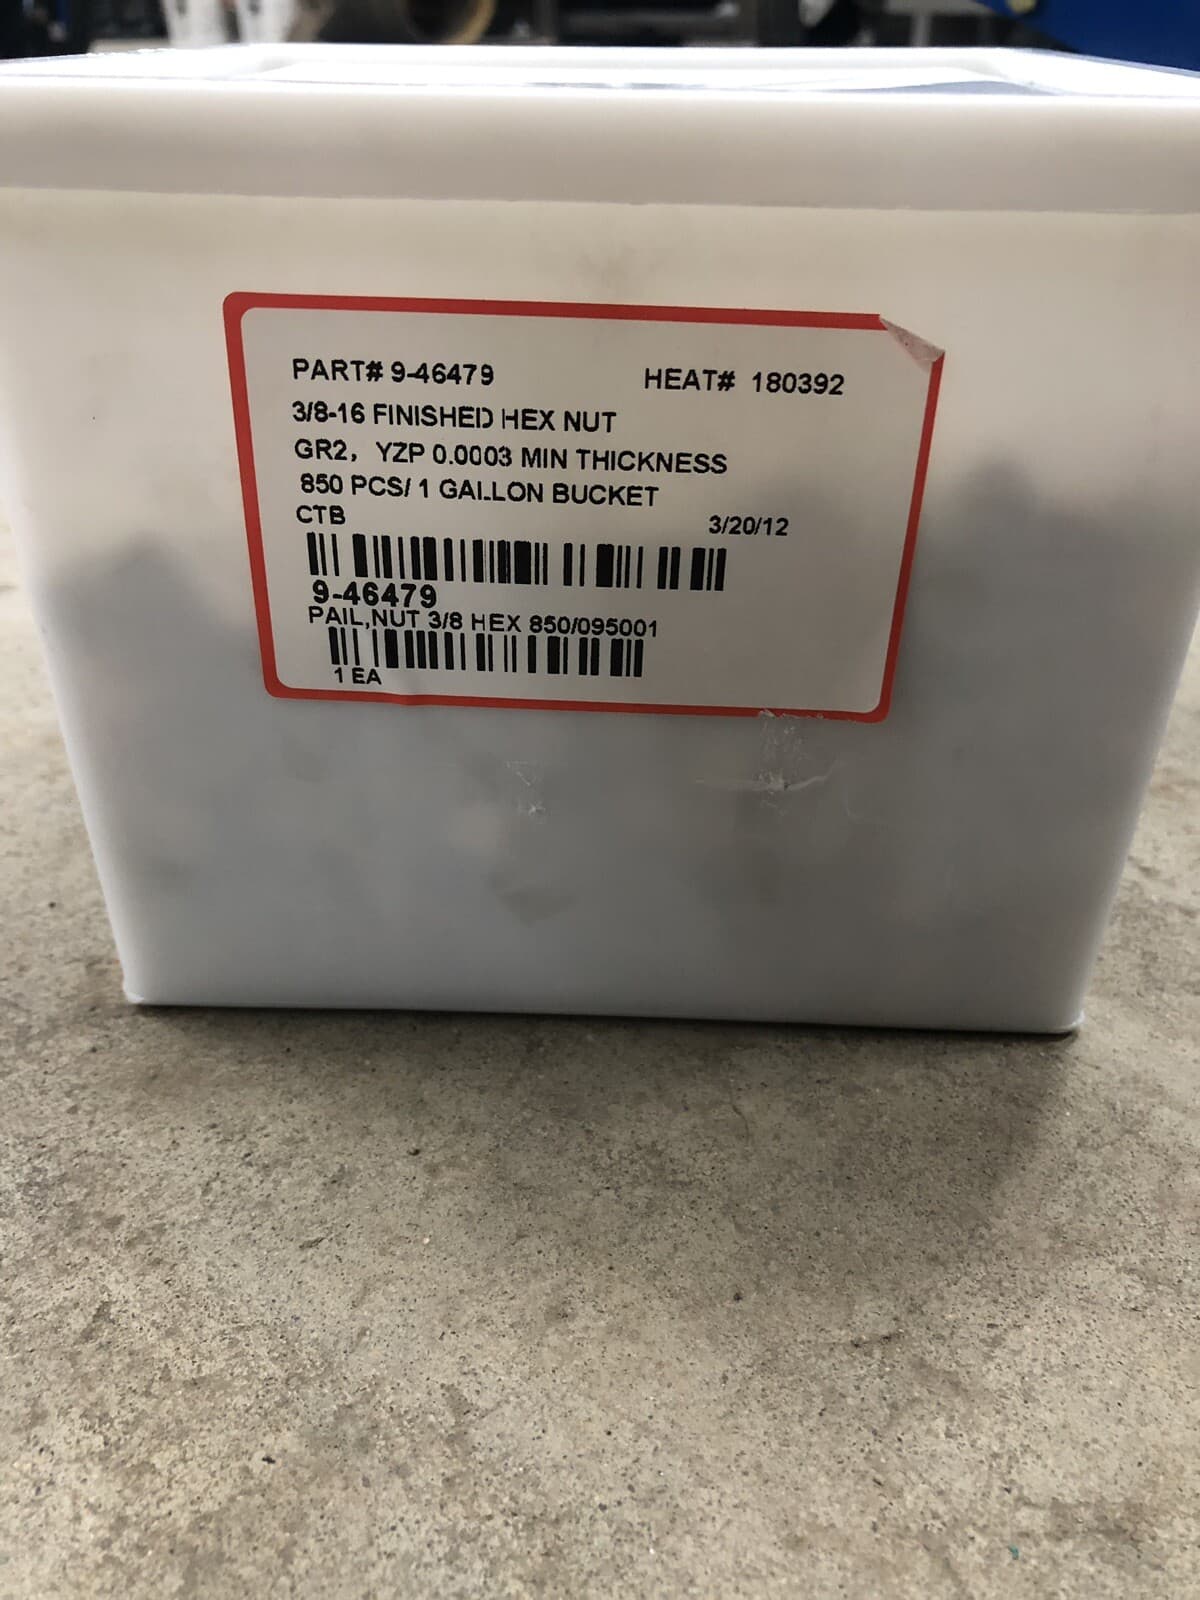 PART# 9-46479 HEAT# 180392
3/8-16 FINISHED HEX NUT
GR2, YZP 0.0003 MIN THICKNESS
850 PCS/ 1 GALLON BUCKET
CTB 3/20/12
9-46479
PAIL,NUT 3/8 HEX 850/095001
1 EA